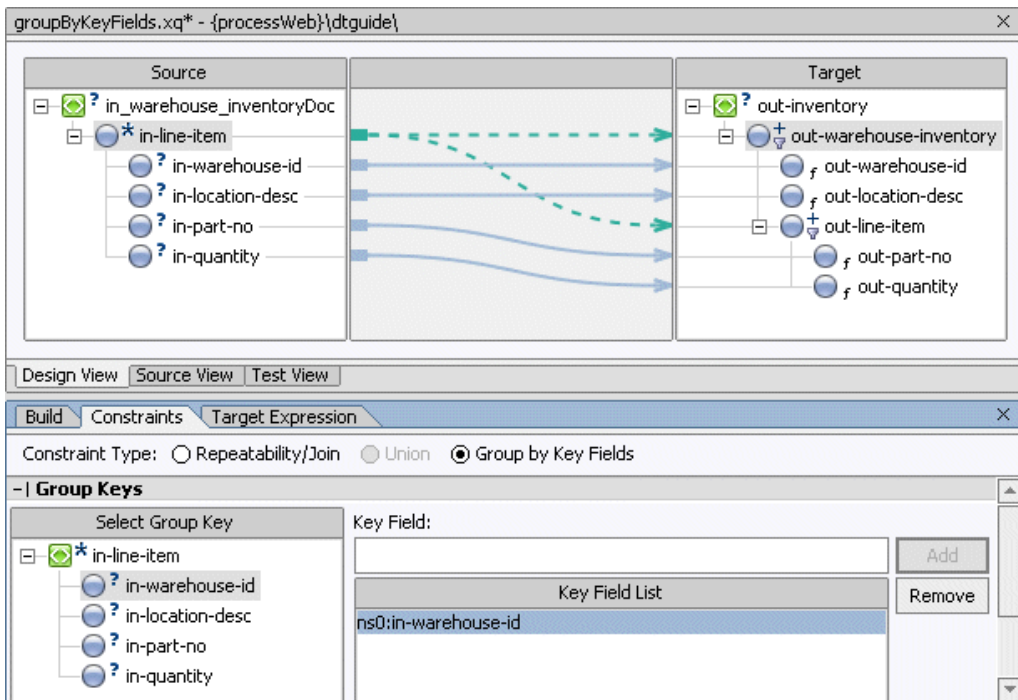 groupByKeyFields.xq* - {processWeb}\dtguide\
Source
Target
in_warehouse_inventoryDoc
in-line-item
in-warehouse-id
in-location-desc
in-part-no
in-quantity
out-inventory
out-warehouse-inventory
out-warehouse-id
out-location-desc
out-line-item
out-part-no
out-quantity
Design View Source View Test View
Build Constraints Target Expression
Constraint Type: Repeatability/Join Union Group by Key Fields
Group Keys
Select Group Key
in-line-item
in-warehouse-id
in-location-desc
in-part-no
in-quantity
Key Field:
Add
Key Field List
Remove
ns0:in-warehouse-id